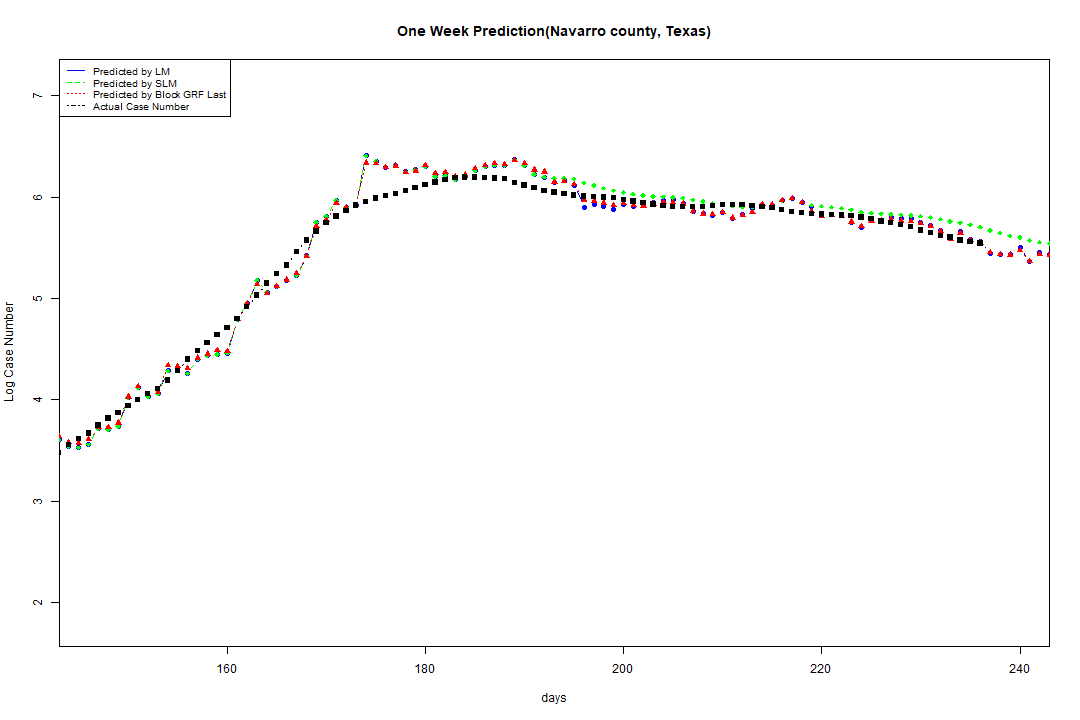 One Week Prediction(Navarro county, Texas)
Predicted by LM
Predicted by SLM
Predicted by Block GRF Last
Actual Case Number
7
6
5
4
3
2
Log Case Number
160 180 200 220 240
days